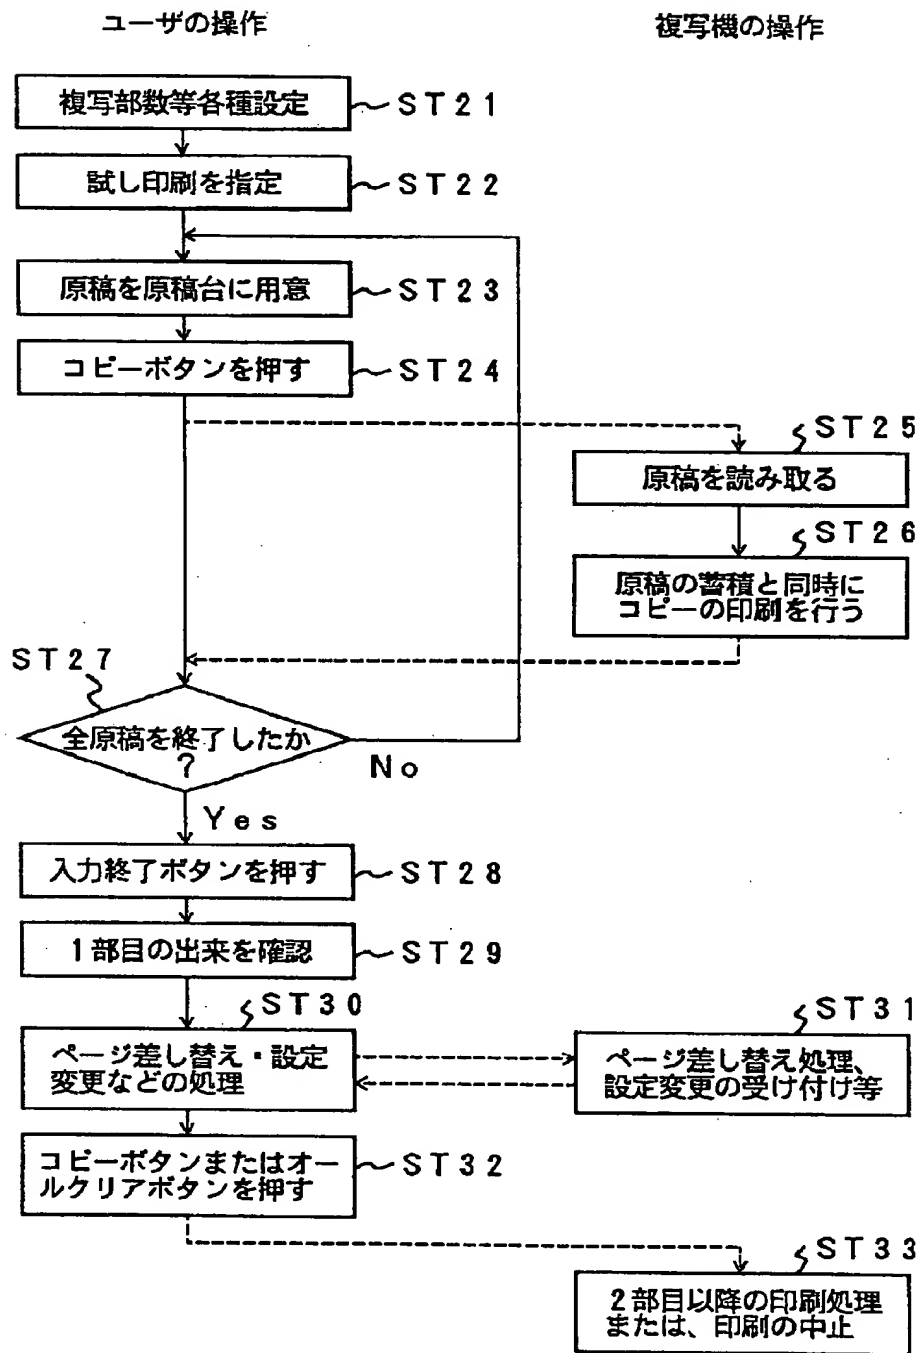 ユーザの操作
複写機の操作
複写部数等各種設定
ST21
試し印刷を指定
ST22
原稿を原稿台に用意
ST23
コピーボタンを押す
ST24
ST25
原稿を読み取る
ST26
原稿の蓄積と同時に
コピーの印刷を行う
ST27
全原稿を終了したか
?
No
Yes
入力終了ボタンを押す
ST28
1部目の出来を確認
ST29
ST30
ページ差し替え・設定
変更などの処理
ST31
ページ差し替え処理、
設定変更の受け付け等
コピーボタンまたはオー
ルクリアボタンを押す
ST32
ST33
2部目以降の印刷処理
または、印刷の中止